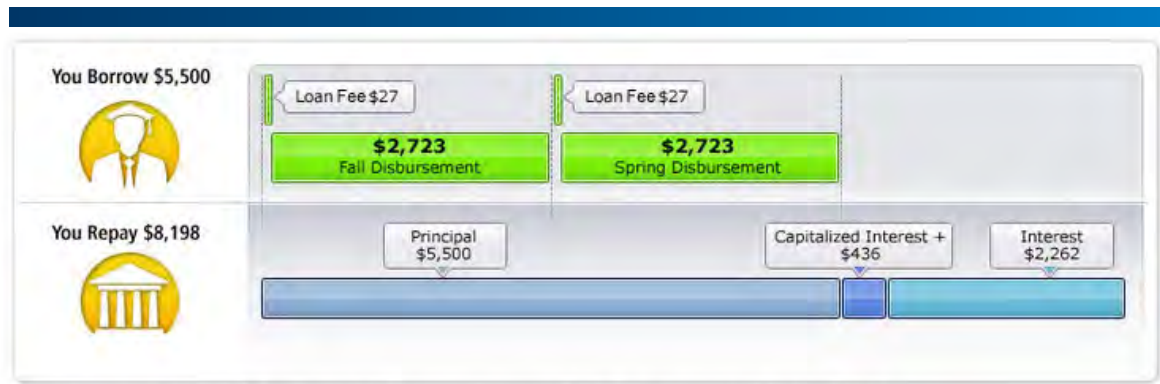 You Borrow $5,500
Loan Fee $27
Loan Fee $27
$2,723
Fall Disbursement
$2,723
Spring Disbursement
You Repay $8,198
Principal
$5,500
Capitalized Interest +
$436
Interest
$2,262